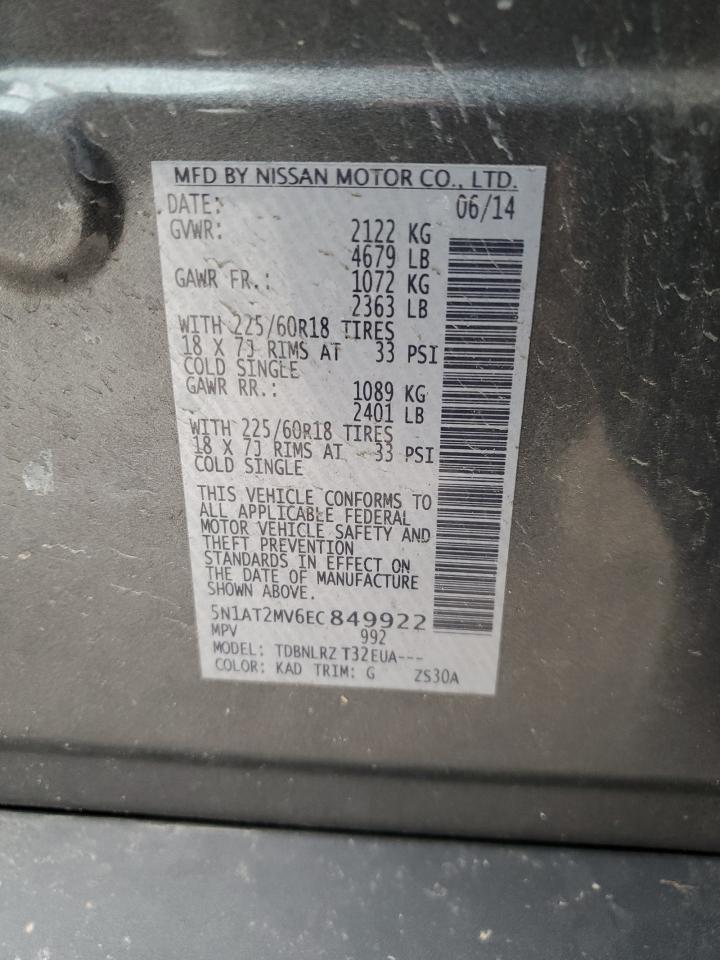 MFD BY NISSAN MOTOR CO., LTD.
DATE: 06/14
GVWR: 2122 KG
4679 LB
GAWR FR.: 1072 KG
2363 LB
WITH 225/60R18 TIRES
18 X 7J RIMS AT 33 PSI
COLD SINGLE
GAWR RR.: 1089 KG
2401 LB
WITH 225/60R18 TIRES
18 X 7J RIMS AT 33 PSI
COLD SINGLE
THIS VEHICLE CONFORMS TO
ALL APPLICABLE FEDERAL
MOTOR VEHICLE SAFETY AND
THEFT PREVENTION
STANDARDS IN EFFECT ON
THE DATE OF MANUFACTURE
SHOWN ABOVE.
5N1AT2MV6EC849922
MPV 992
MODEL: TDBNLRZ T32EUA---
COLOR: KAD TRIM: G ZS30A